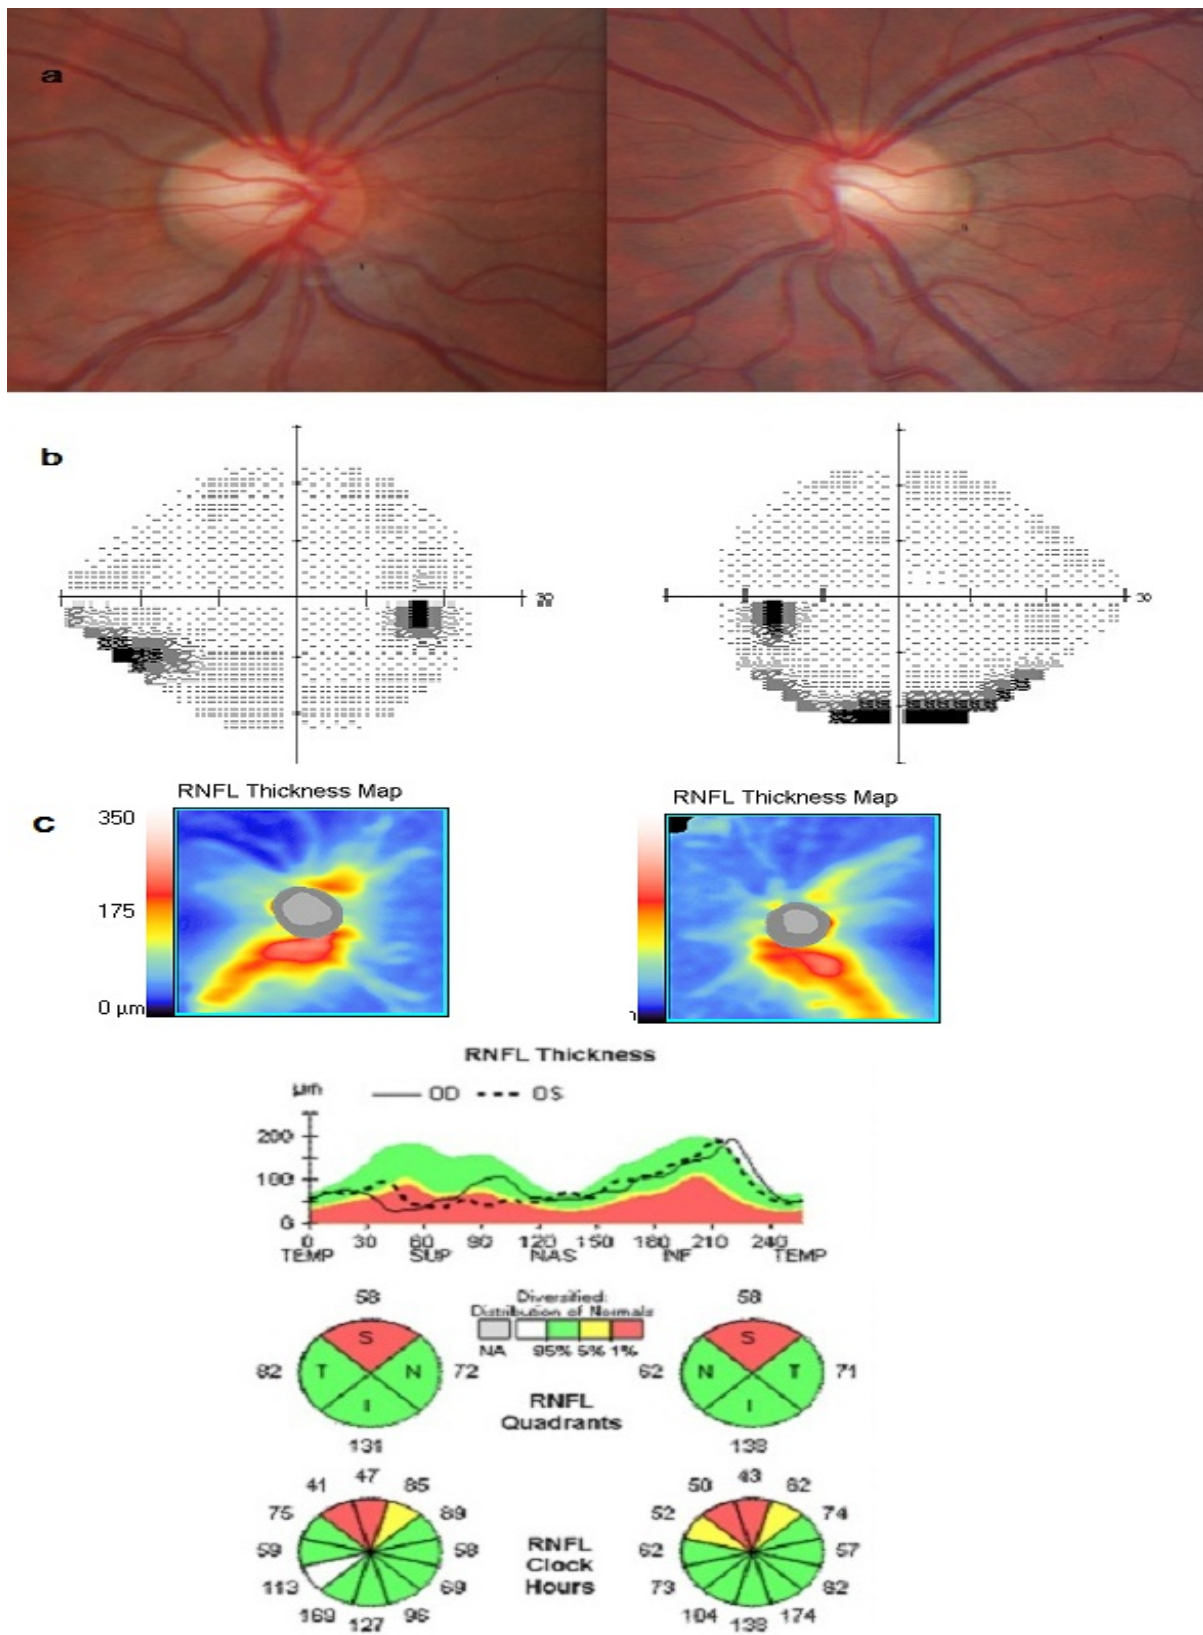 a
b
30
30
RNFL Thickness Map
RNFL Thickness Map
c
350
175
0 µm
RNFL Thickness
µm
OD
OS
200
100
0
0 30 60 90 120 150 180 210 240
TEMP SUP NAS INF TEMP
58
S
82 T N 72
I
131
Diversified:
Distribution of Normals
NA 95% 5% 1%
RNFL
Quadrants
58
S
62 N T 71
I
138
41 47 85
75 89
59 58
113 69
169 127 96
RNFL
Clock
Hours
50 43 62
52 74
62 57
73 82
104 138 174